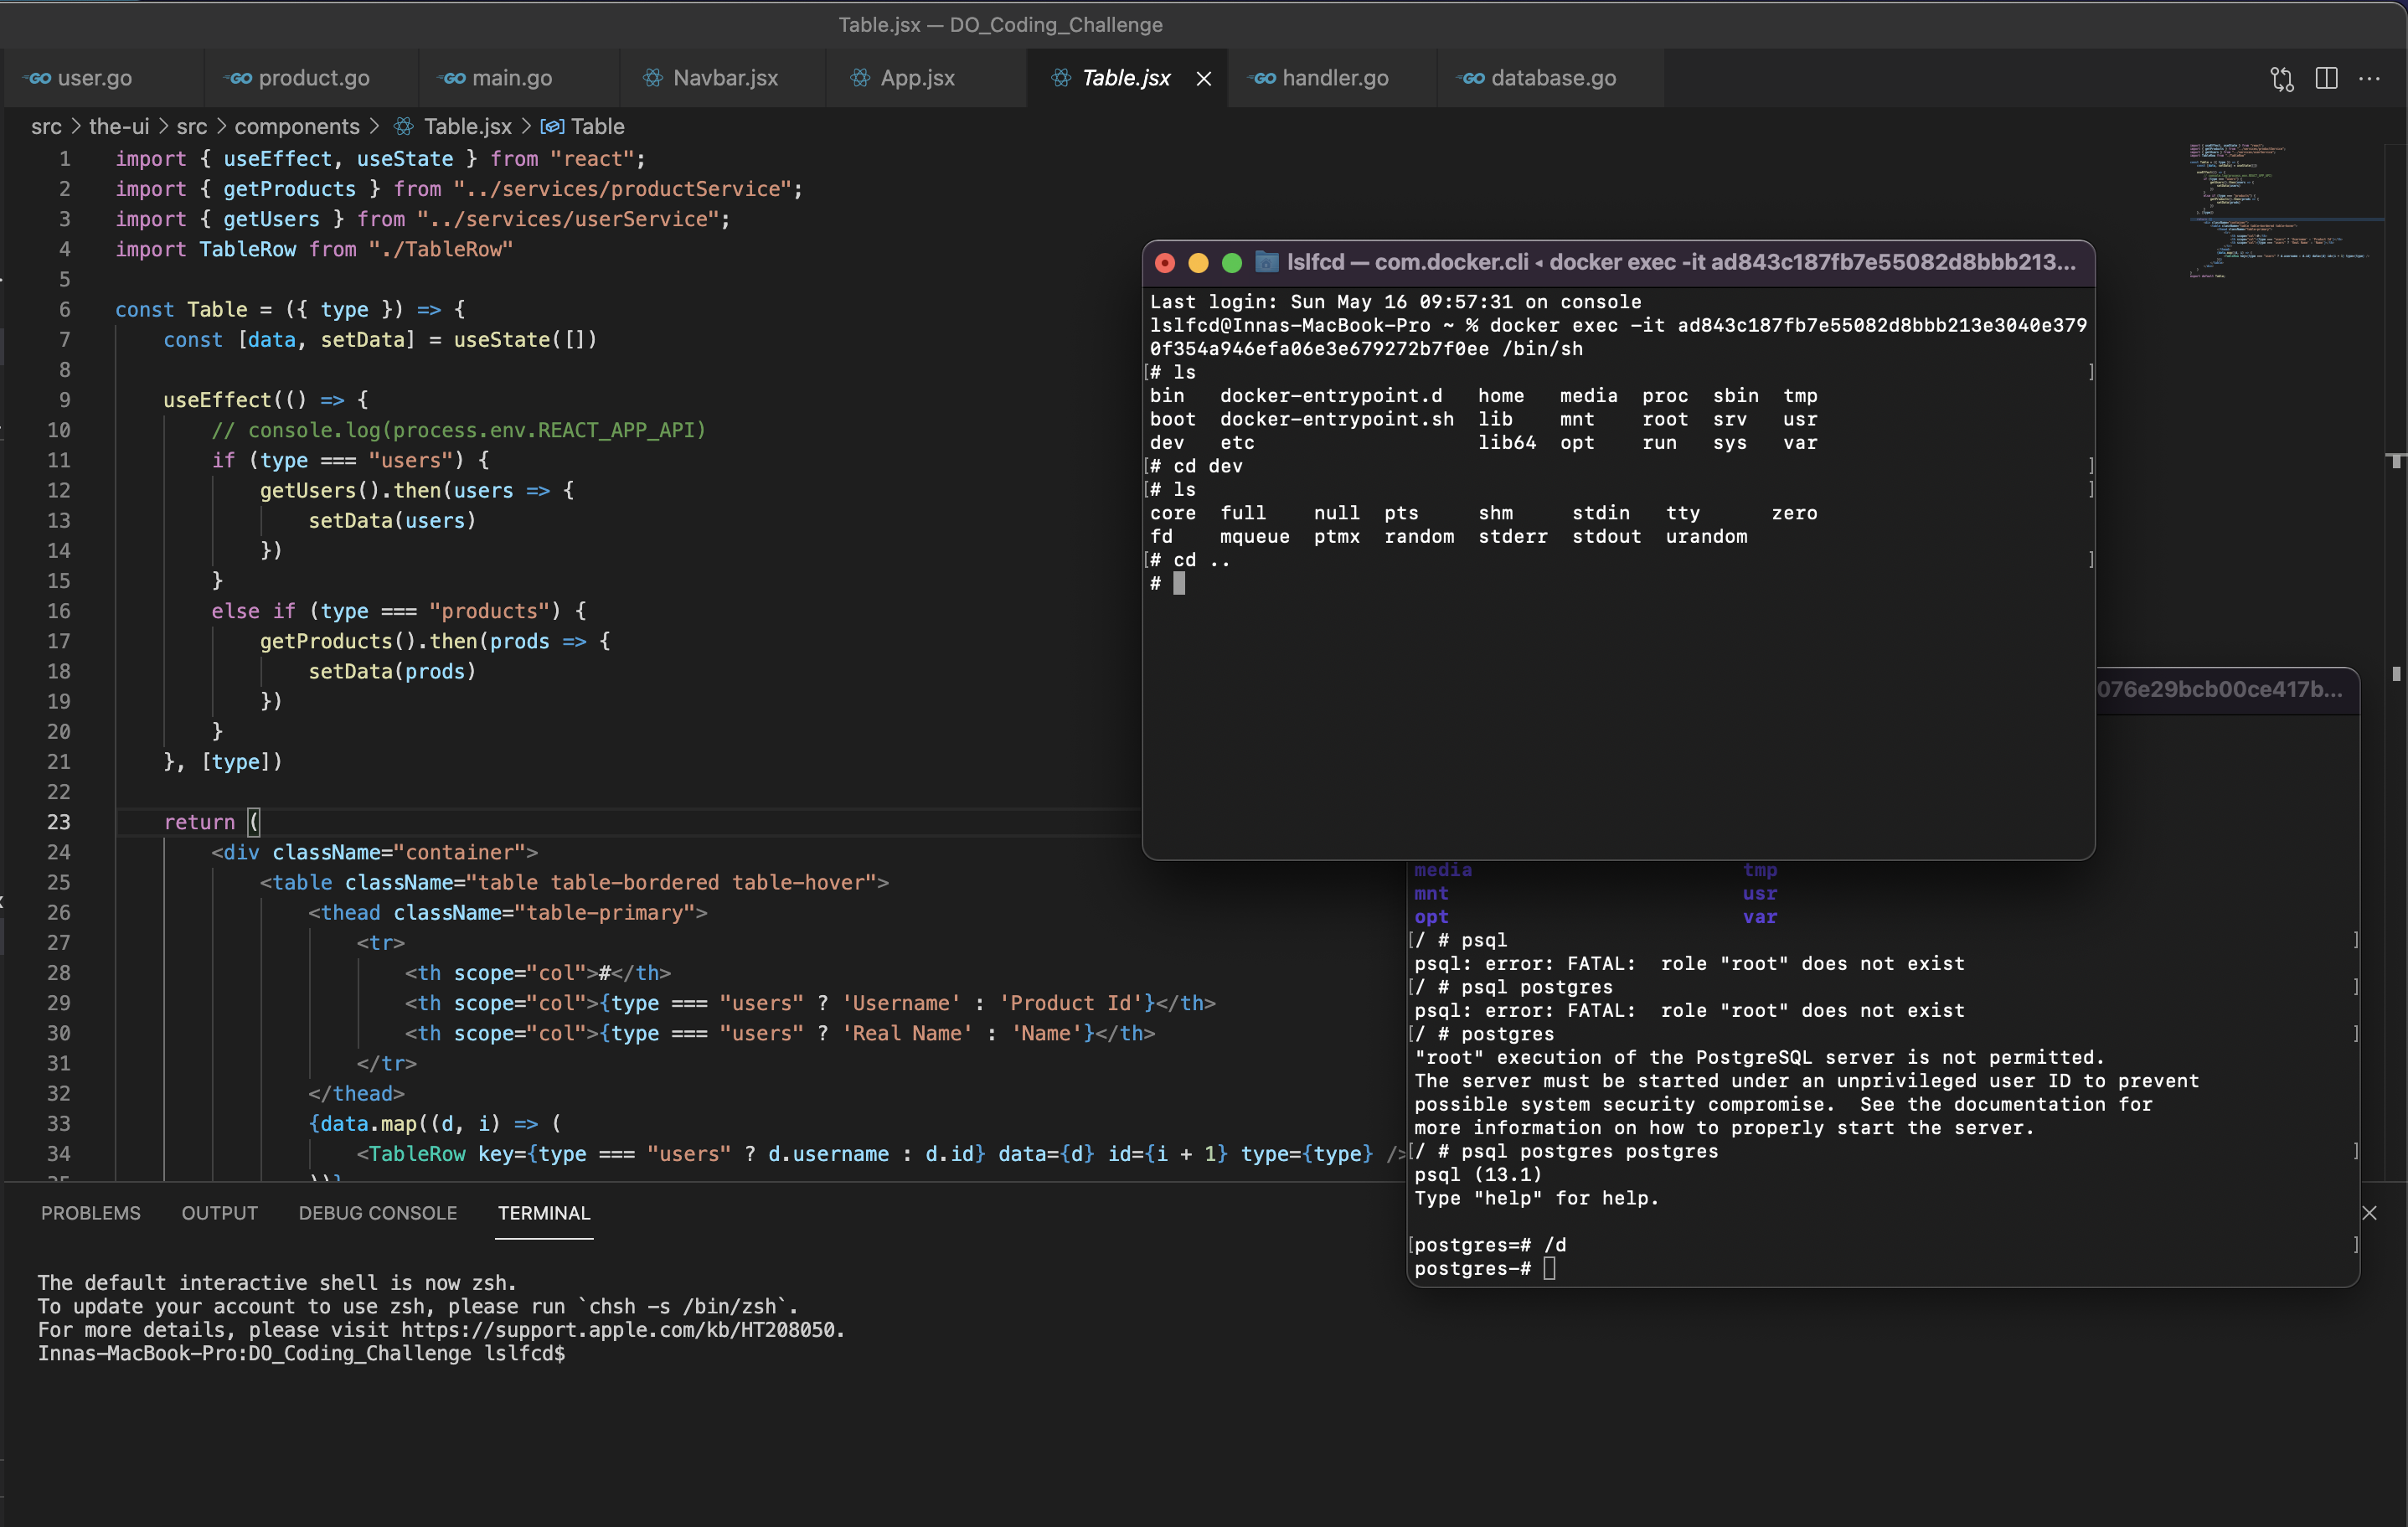 Table.jsx — DO_Coding_Challenge
GO user.go GO product.go GO main.go Navbar.jsx App.jsx Table.jsx GO handler.go GO database.go
src > the-ui > src > components > Table.jsx > Table
1 import { useEffect, useState } from "react";
2 import { getProducts } from "../services/productService";
3 import { getUsers } from "../services/userService";
4 import TableRow from "./TableRow"
5
6 const Table = ({ type }) => {
7     const [data, setData] = useState([])
8
9     useEffect(() => {
10         // console.log(process.env.REACT_APP_API)
11         if (type === "users") {
12             getUsers().then(users => {
13                 setData(users)
14             })
15         }
16         else if (type === "products") {
17             getProducts().then(prods => {
18                 setData(prods)
19             })
20         }
21     }, [type])
22
23     return (
24         <div className="container">
25             <table className="table table-bordered table-hover">
26                 <thead className="table-primary">
27                     <tr>
28                         <th scope="col">#</th>
29                         <th scope="col">{type === "users" ? 'Username' : 'Product Id'}</th>
30                         <th scope="col">{type === "users" ? 'Real Name' : 'Name'}</th>
31                     </tr>
32                 </thead>
33                 {data.map((d, i) => (
34                     <TableRow key={type === "users" ? d.username : d.id} data={d} id={i + 1} type={type} />
35                 ))}
PROBLEMS OUTPUT DEBUG CONSOLE TERMINAL
The default interactive shell is now zsh.
To update your account to use zsh, please run `chsh -s /bin/zsh`.
For more details, please visit https://support.apple.com/kb/HT208050.
Innas-MacBook-Pro:DO_Coding_Challenge lslfcd$
lslfcd — com.docker.cli ◂ docker exec -it ad843c187fb7e55082d8bbb213...
Last login: Sun May 16 09:57:31 on console
lslfcd@Innas-MacBook-Pro ~ % docker exec -it ad843c187fb7e55082d8bbb213e3040e379
0f354a946efa06e3e679272b7f0ee /bin/sh
[# ls ]
bin docker-entrypoint.d home media proc sbin tmp
boot docker-entrypoint.sh lib mnt root srv usr
dev etc lib64 opt run sys var
[# cd dev ]
[# ls ]
core full null pts shm stdin tty zero
fd mqueue ptmx random stderr stdout urandom
[# cd .. ]
#
076e29bcb00ce417b...
media tmp
mnt usr
opt var
[/ # psql ]
psql: error: FATAL:  role "root" does not exist
[/ # psql postgres ]
psql: error: FATAL:  role "root" does not exist
[/ # postgres ]
"root" execution of the PostgreSQL server is not permitted.
The server must be started under an unprivileged user ID to prevent
possible system security compromise.  See the documentation for
more information on how to properly start the server.
[/ # psql postgres postgres ]
psql (13.1)
Type "help" for help.
[postgres=# /d ]
postgres-#